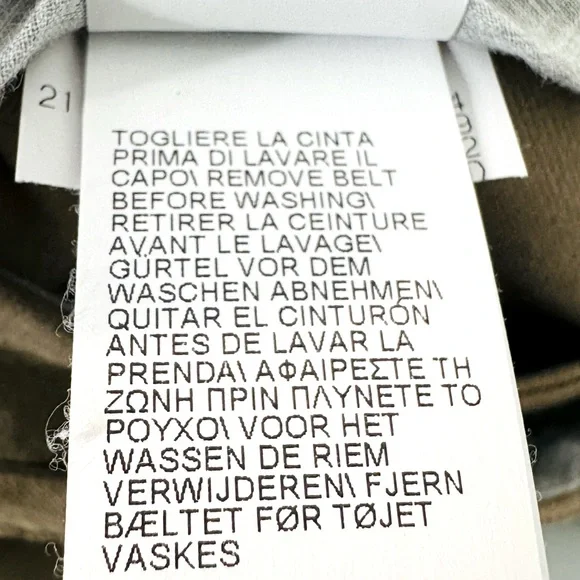 21
TOGLIERE LA CINTA
PRIMA DI LAVARE IL
CAPO\ REMOVE BELT
BEFORE WASHING\
RETIRER LA CEINTURE
AVANT LE LAVAGE\
GÜRTEL VOR DEM
WASCHEN ABNEHMEN\
QUITAR EL CINTURÓN
ANTES DE LAVAR LA
PRENDA\ ΑΦΑΙΡΕΣΤΕ ΤΗ
ΖΩΝΗ ΠΡΙΝ ΠΛΥΝΕΤΕ ΤΟ
ΡΟΥΧΟ\ VOOR HET
WASSEN DE RIEM
VERWIJDEREN\ FJERN
BÆLTET FØR TØJET
VASKES